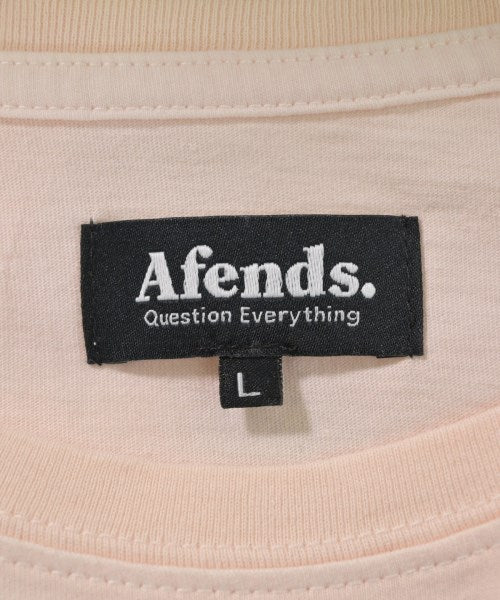 Afends.
Question Everything
L